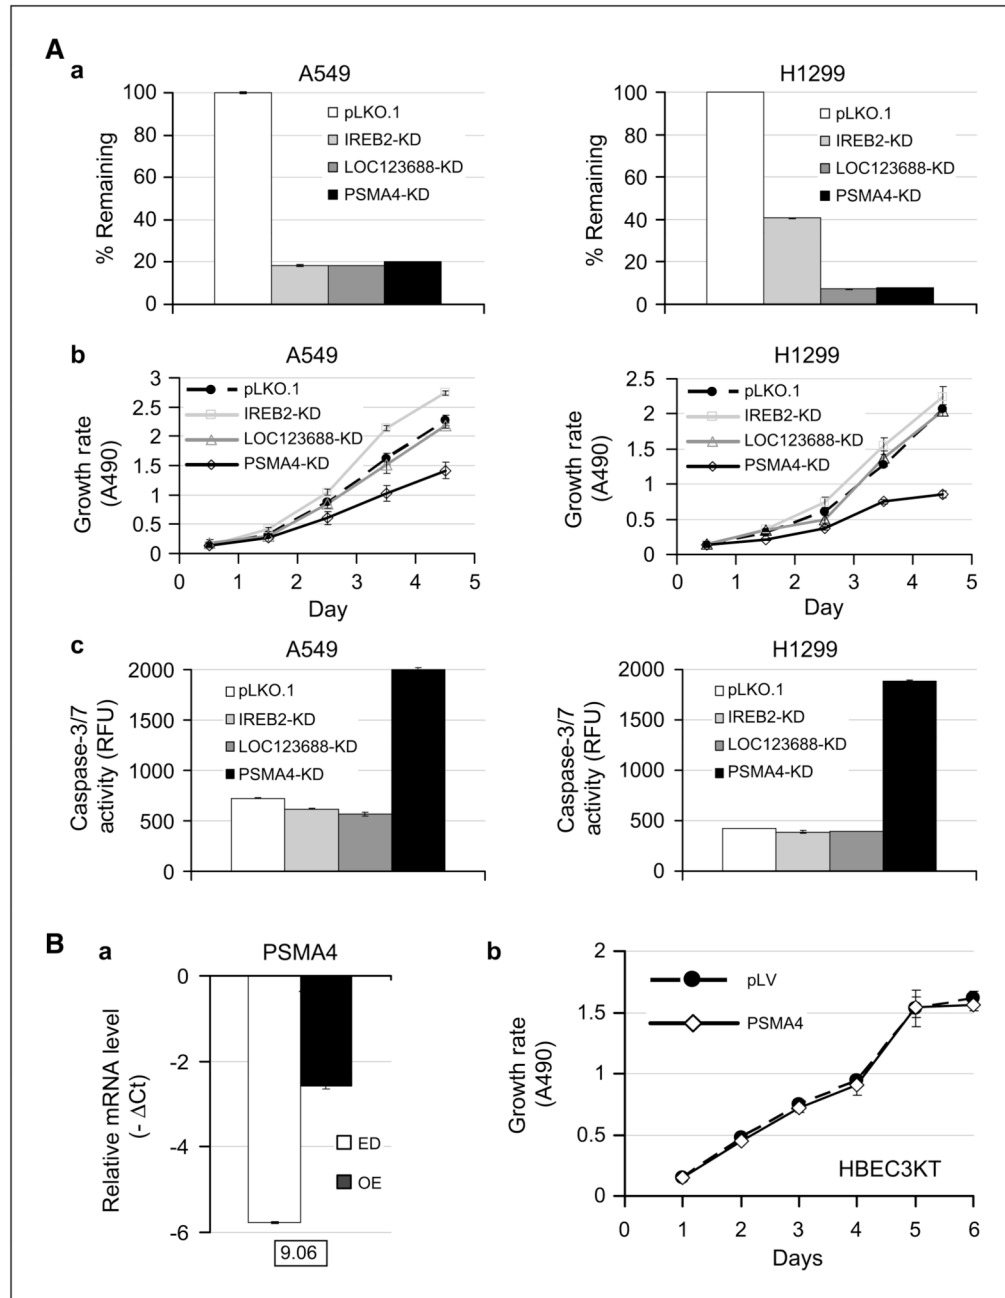 A
a
A549
100
80
60
40
20
0
% Remaining
pLKO.1
IREB2-KD
LOC123688-KD
PSMA4-KD
H1299
100
80
60
40
20
0
% Remaining
pLKO.1
IREB2-KD
LOC123688-KD
PSMA4-KD
b
A549
3
2.5
2
1.5
1
0.5
0
Growth rate
(A490)
pLKO.1
IREB2-KD
LOC123688-KD
PSMA4-KD
0 1 2 3 4 5
Day
H1299
2.5
2
1.5
1
0.5
0
Growth rate
(A490)
pLKO.1
IREB2-KD
LOC123688-KD
PSMA4-KD
0 1 2 3 4 5
Day
c
A549
2000
1500
1000
500
0
Caspase-3/7
activity (RFU)
pLKO.1
IREB2-KD
LOC123688-KD
PSMA4-KD
H1299
2000
1500
1000
500
0
Caspase-3/7
activity (RFU)
pLKO.1
IREB2-KD
LOC123688-KD
PSMA4-KD
B
a
PSMA4
0
-2
-4
-6
Relative mRNA level
(- ΔCt)
ED
OE
9.06
b
2
1.5
1
0.5
0
Growth rate
(A490)
pLV
PSMA4
HBEC3KT
0 1 2 3 4 5 6
Days